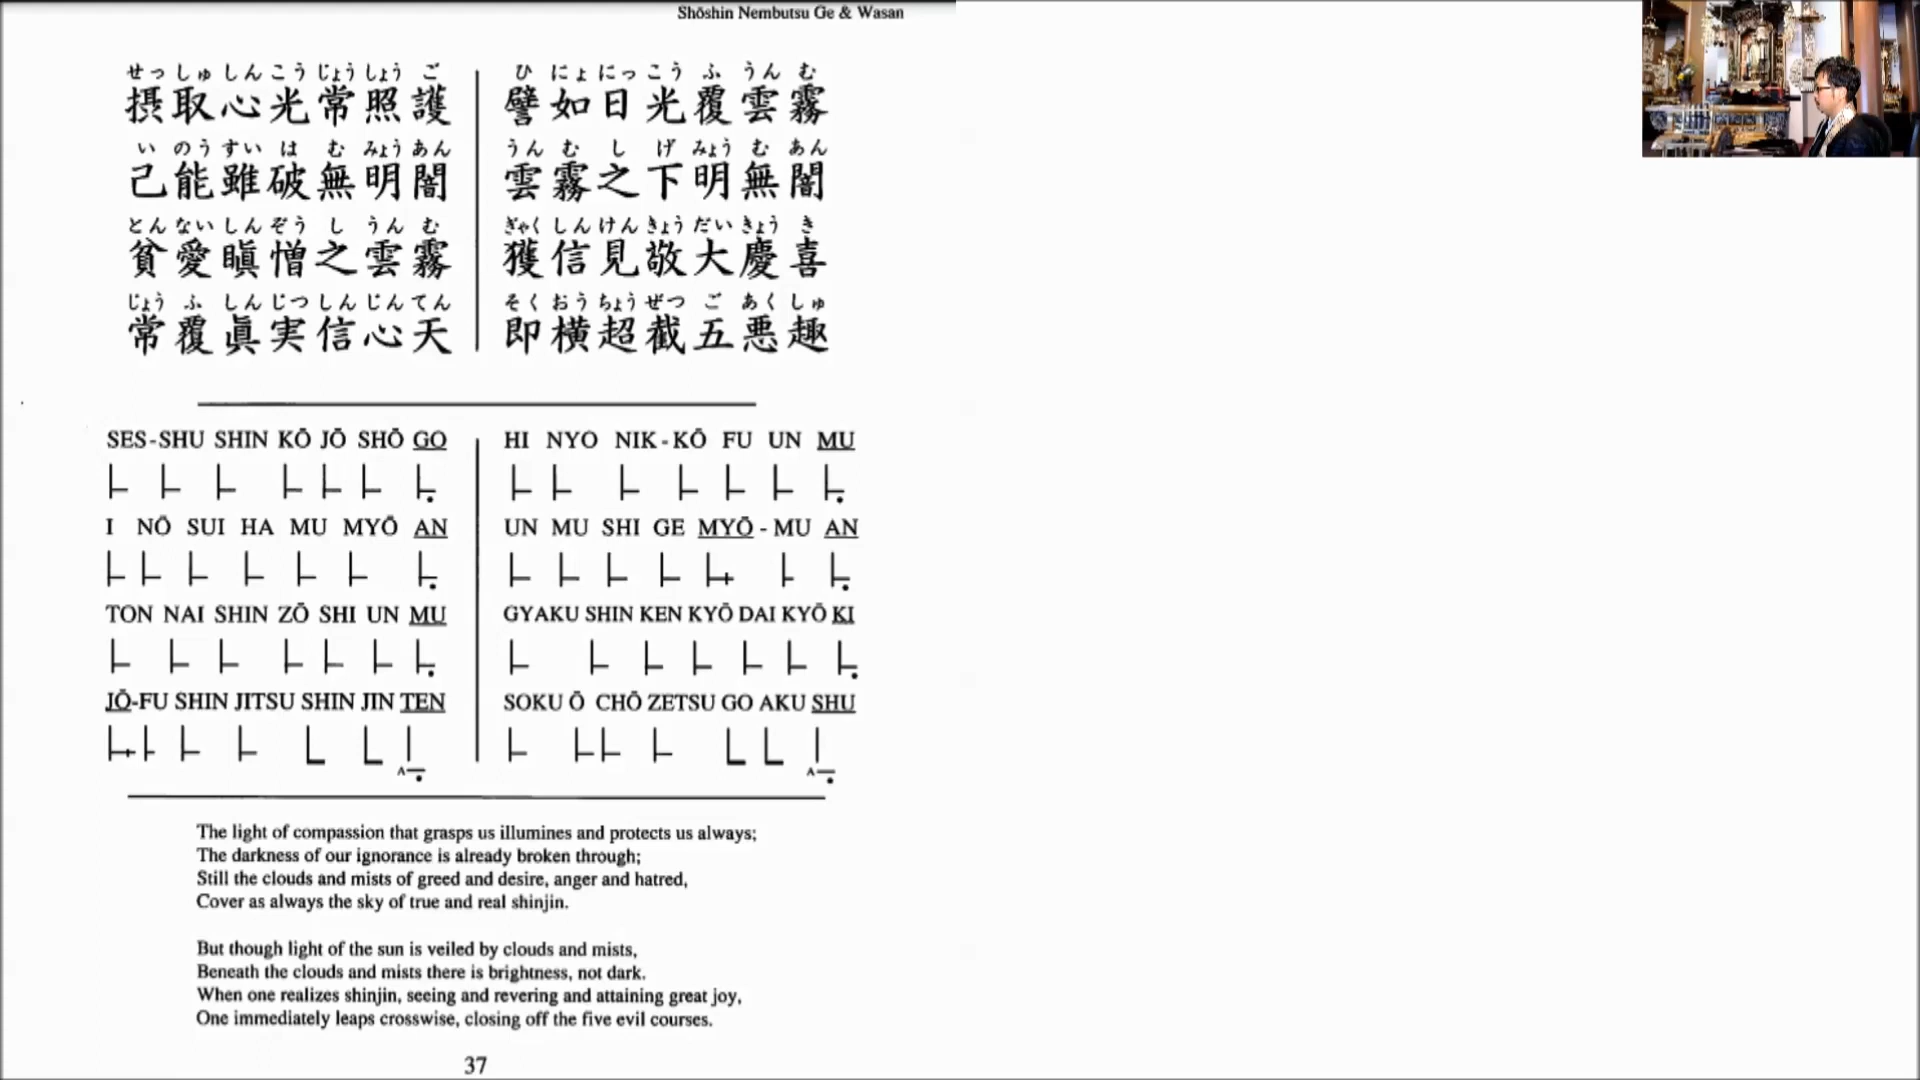 Shōshin Nembutsu Ge & Wasan
せっ しゅ しん こう じょう しょう ご
摂取心光常照護
い のう すい は む みょう あん
己能雖破無明闇
とん ない しん ぞう し うん む
貧愛瞋憎之雲霧
じょう ふ しん じつ しん じん てん
常覆眞実信心天
ひ にょ にっ こう ふ うん む
譬如日光覆雲霧
うん む し げ みょう む あん
雲霧之下明無闇
ぎゃく しん けん きょう だい きょう き
獲信見敬大慶喜
そく おう ちょう ぜつ ご あく しゅ
即横超截五悪趣
SES-SHU SHIN KŌ JŌ SHŌ GO
I NŌ SUI HA MU MYŌ AN
TON NAI SHIN ZŌ SHI UN MU
JŌ-FU SHIN JITSU SHIN JIN TEN
A
HI NYO NIK-KŌ FU UN MU
UN MU SHI GE MYŌ-MU AN
GYAKU SHIN KEN KYŌ DAI KYŌ KI
SOKU Ō CHŌ ZETSU GO AKU SHU
A
The light of compassion that grasps us illumines and protects us always;
The darkness of our ignorance is already broken through;
Still the clouds and mists of greed and desire, anger and hatred,
Cover as always the sky of true and real shinjin.
But though light of the sun is veiled by clouds and mists,
Beneath the clouds and mists there is brightness, not dark.
When one realizes shinjin, seeing and revering and attaining great joy,
One immediately leaps crosswise, closing off the five evil courses.
37